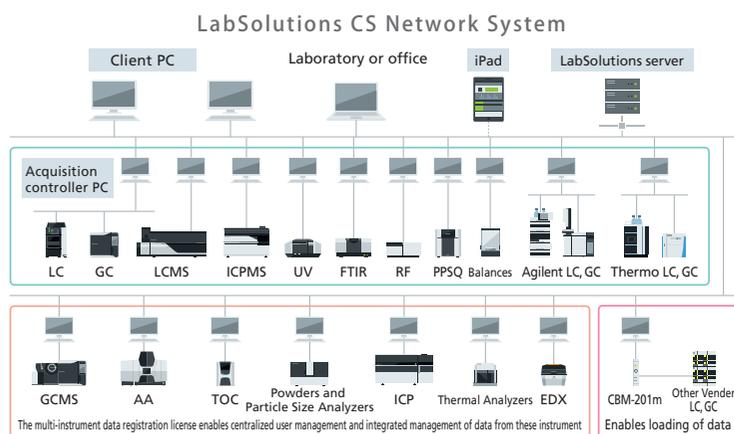 LabSolutions CS Network System
Client PC
Laboratory or office
iPad
LabSolutions server
Acquisition
controller PC
LC
GC
LCMS
ICPMS
UV
FTIR
RF
PPSQ
Balances
Agilent LC, GC
Thermo LC, GC
GCMS
AA
TOC
Powders and
Particle Size Analyzers
ICP
Thermal Analyzers
EDX
CBM-201m
Other Vender
LC, GC
The multi-instrument data registration license enables centralized user management and integrated management of data from these instrument
Enables loading of data